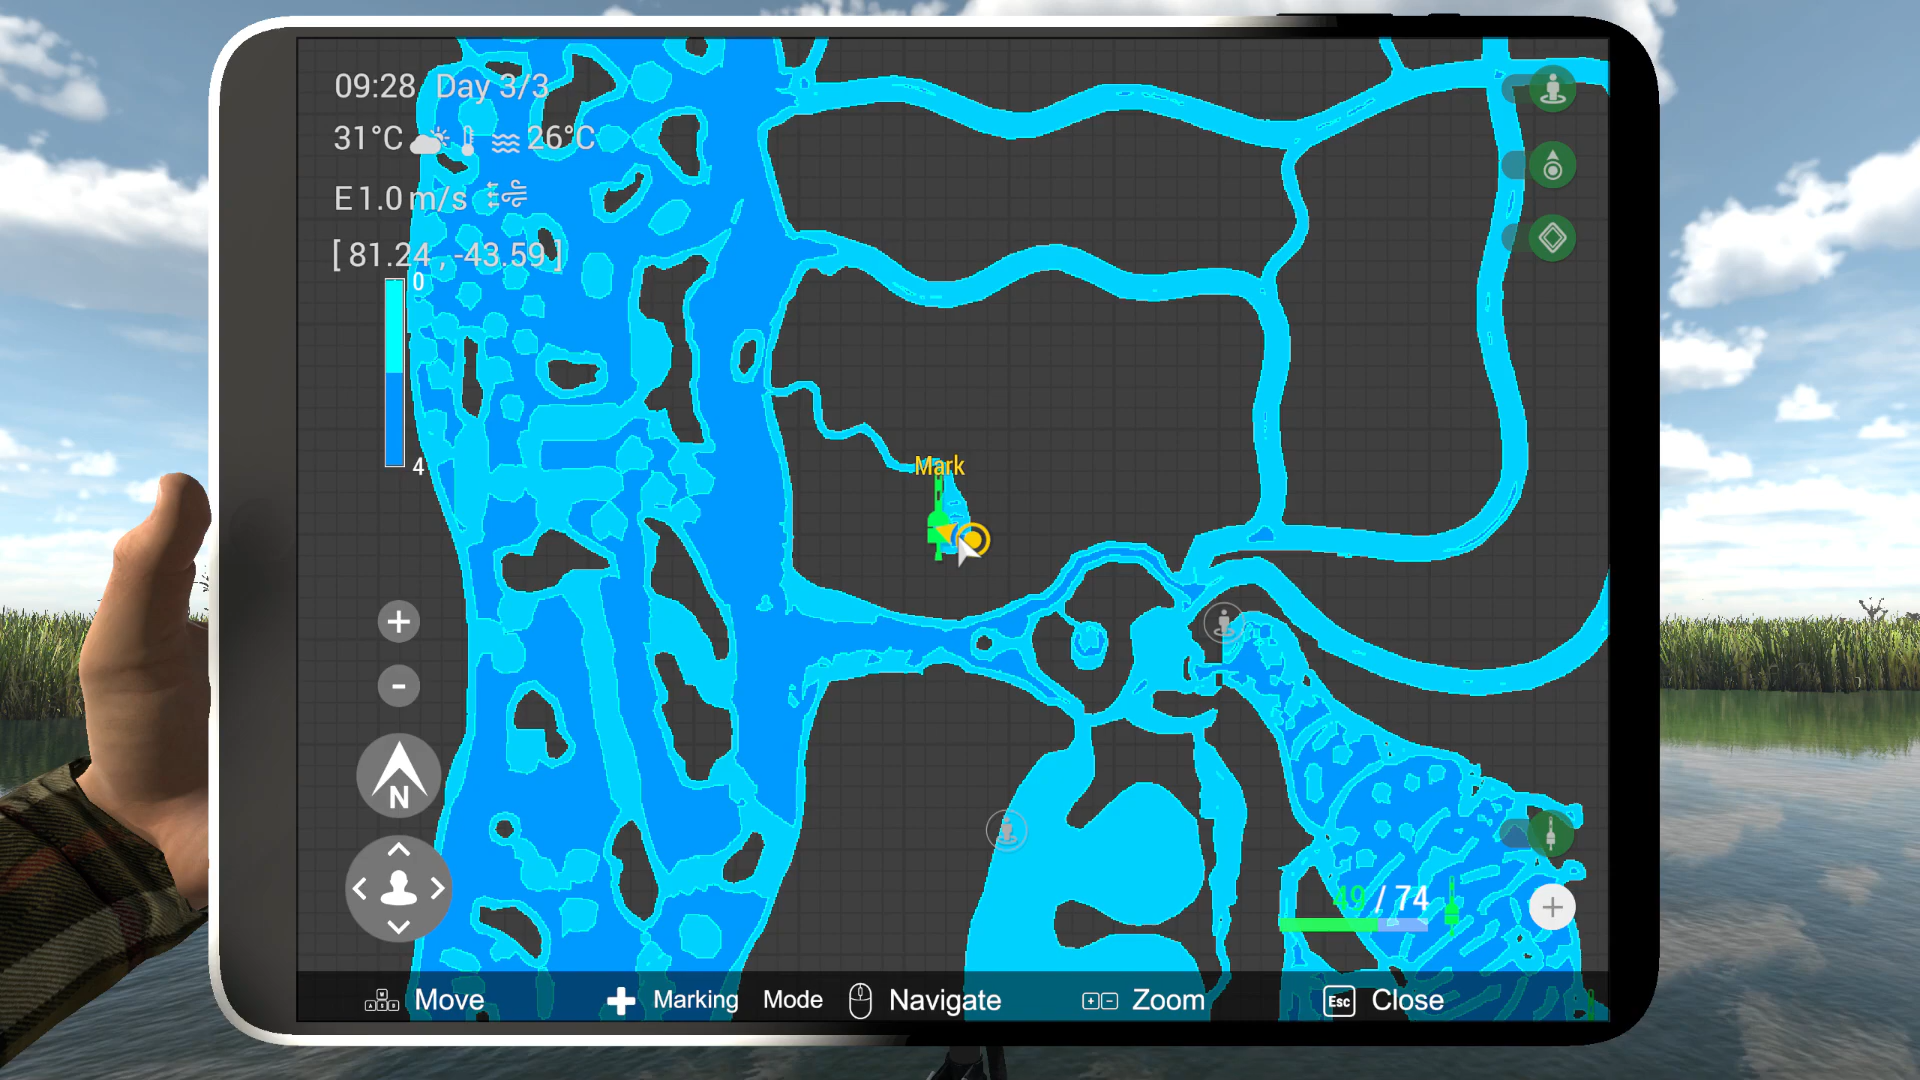 09:28 Day 3/3
31°C 26°C
E 1.0 m/s
[ 81.24 , -43.59 ]
0
4
Mark
+
-
N
49 / 74
+
Move
Marking Mode
Navigate
+ - Zoom
Esc Close